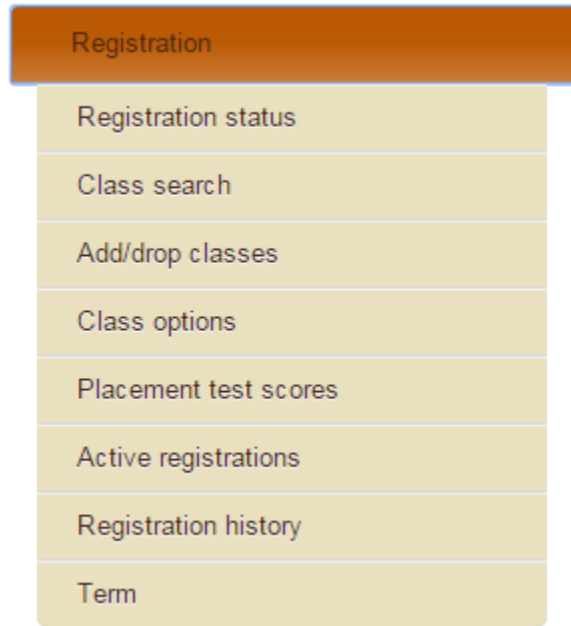 Registration
Registration status
Class search
Add/drop classes
Class options
Placement test scores
Active registrations
Registration history
Term